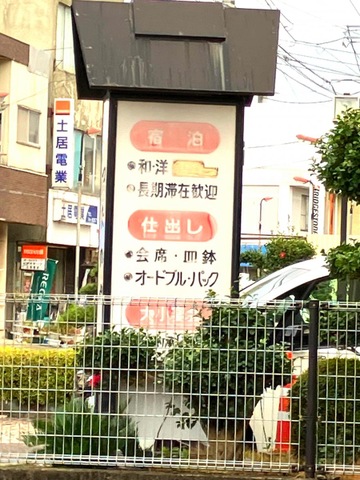 宿泊
和・洋
長期滞在歓迎
仕出し
会席・皿鉢
オードブル・パック
土居電業
BRIDGESTONE